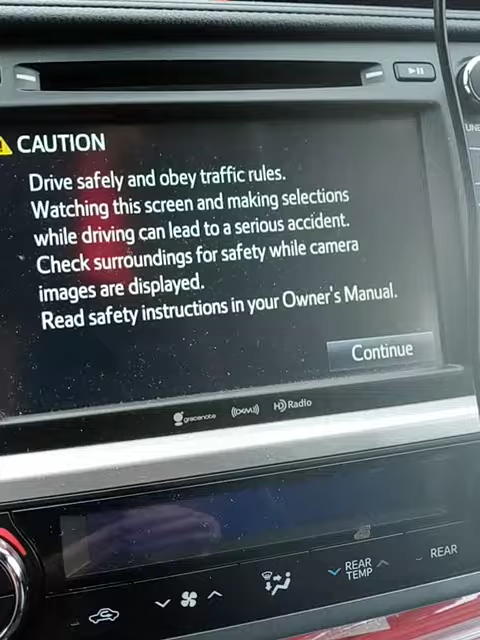 CAUTION
Drive safely and obey traffic rules.
Watching this screen and making selections
while driving can lead to a serious accident.
Check surroundings for safety while camera
images are displayed.
Read safety instructions in your Owner's Manual.
Continue
gracenote
((XM))
HD Radio
REAR
TEMP
REAR